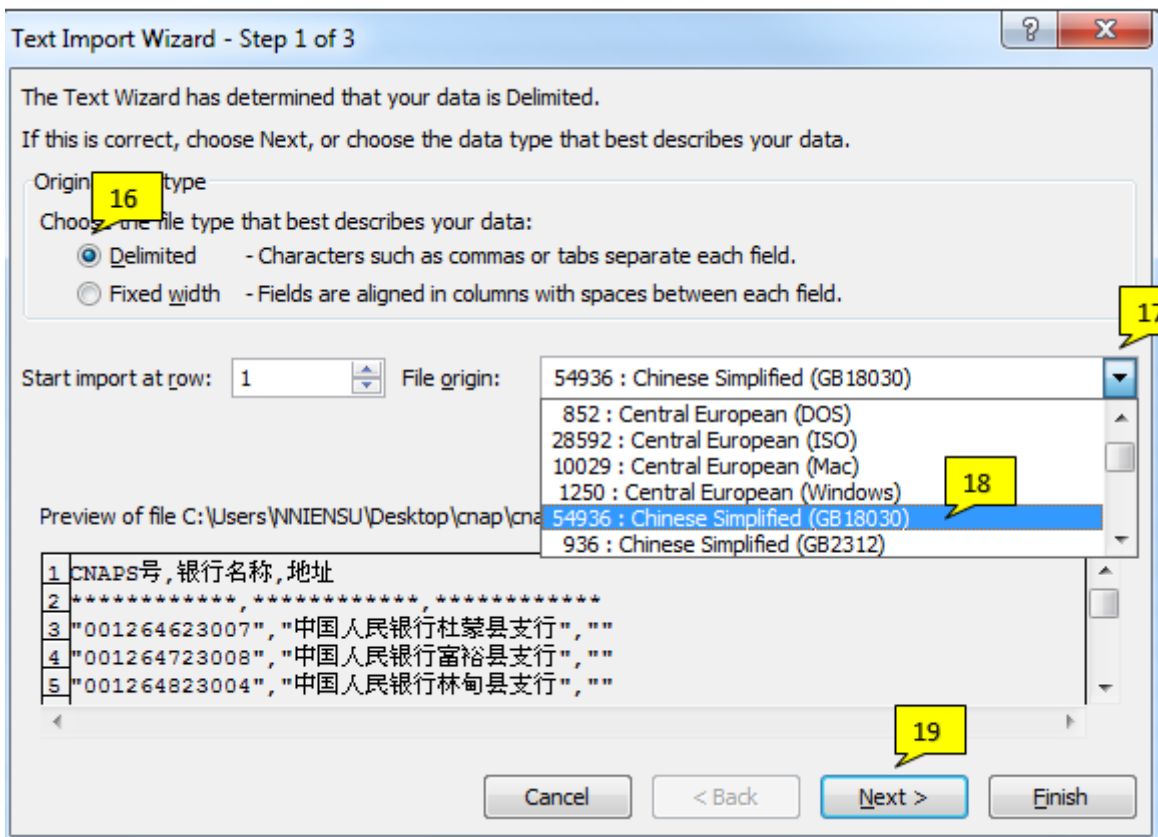 Text Import Wizard - Step 1 of 3
The Text Wizard has determined that your data is Delimited.
If this is correct, choose Next, or choose the data type that best describes your data.
Origin type
16
Choose the file type that best describes your data:
Delimited - Characters such as commas or tabs separate each field.
Fixed width - Fields are aligned in columns with spaces between each field.
17
Start import at row: 1 File origin: 54936 : Chinese Simplified (GB18030)
852 : Central European (DOS)
28592 : Central European (ISO)
10029 : Central European (Mac)
1250 : Central European (Windows)
18
54936 : Chinese Simplified (GB18030)
936 : Chinese Simplified (GB2312)
Preview of file C:\Users\NNIENSU\Desktop\cnap\cna
1 CNAPS号,银行名称,地址
2 ************,************,************
3 "001264623007","中国人民银行杜蒙县支行",""
4 "001264723008","中国人民银行富裕县支行",""
5 "001264823004","中国人民银行林甸县支行",""
19
Cancel < Back Next > Finish